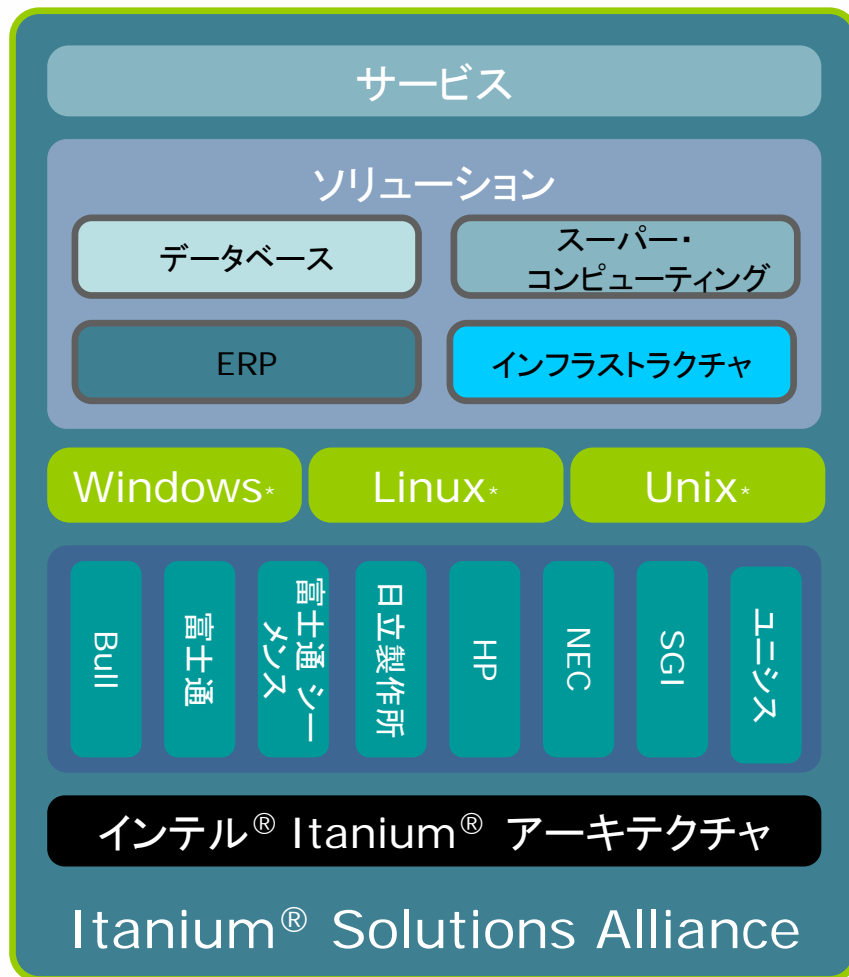 サービス
ソリューション
データベース
スーパー・
コンピューティング
ERP
インフラストラクチャ
Windows*
Linux*
Unix*
Bull
富士通
富士通 シー
メンス
日立製作所
HP
NEC
SGI
ユニシス
インテル® Itanium® アーキテクチャ
Itanium® Solutions Alliance